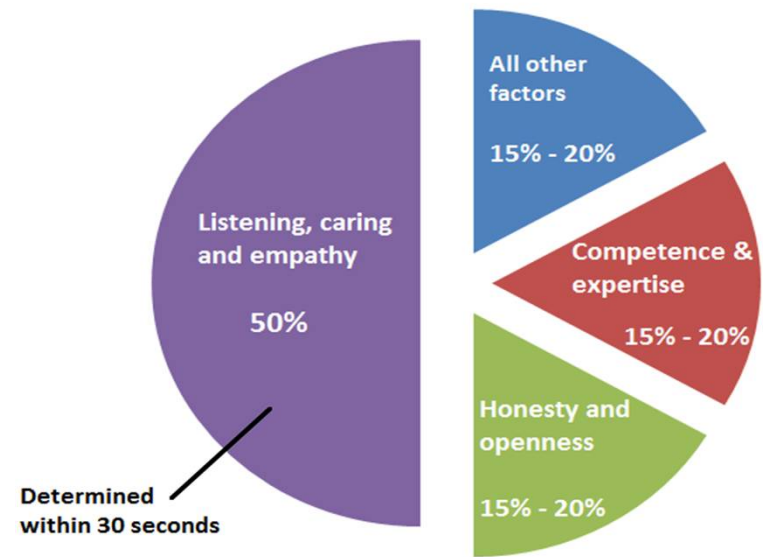 All other
factors
15% - 20%
Listening, caring
and empathy
50%
Competence &
expertise
15% - 20%
Honesty and
openness
15% - 20%
Determined
within 30 seconds